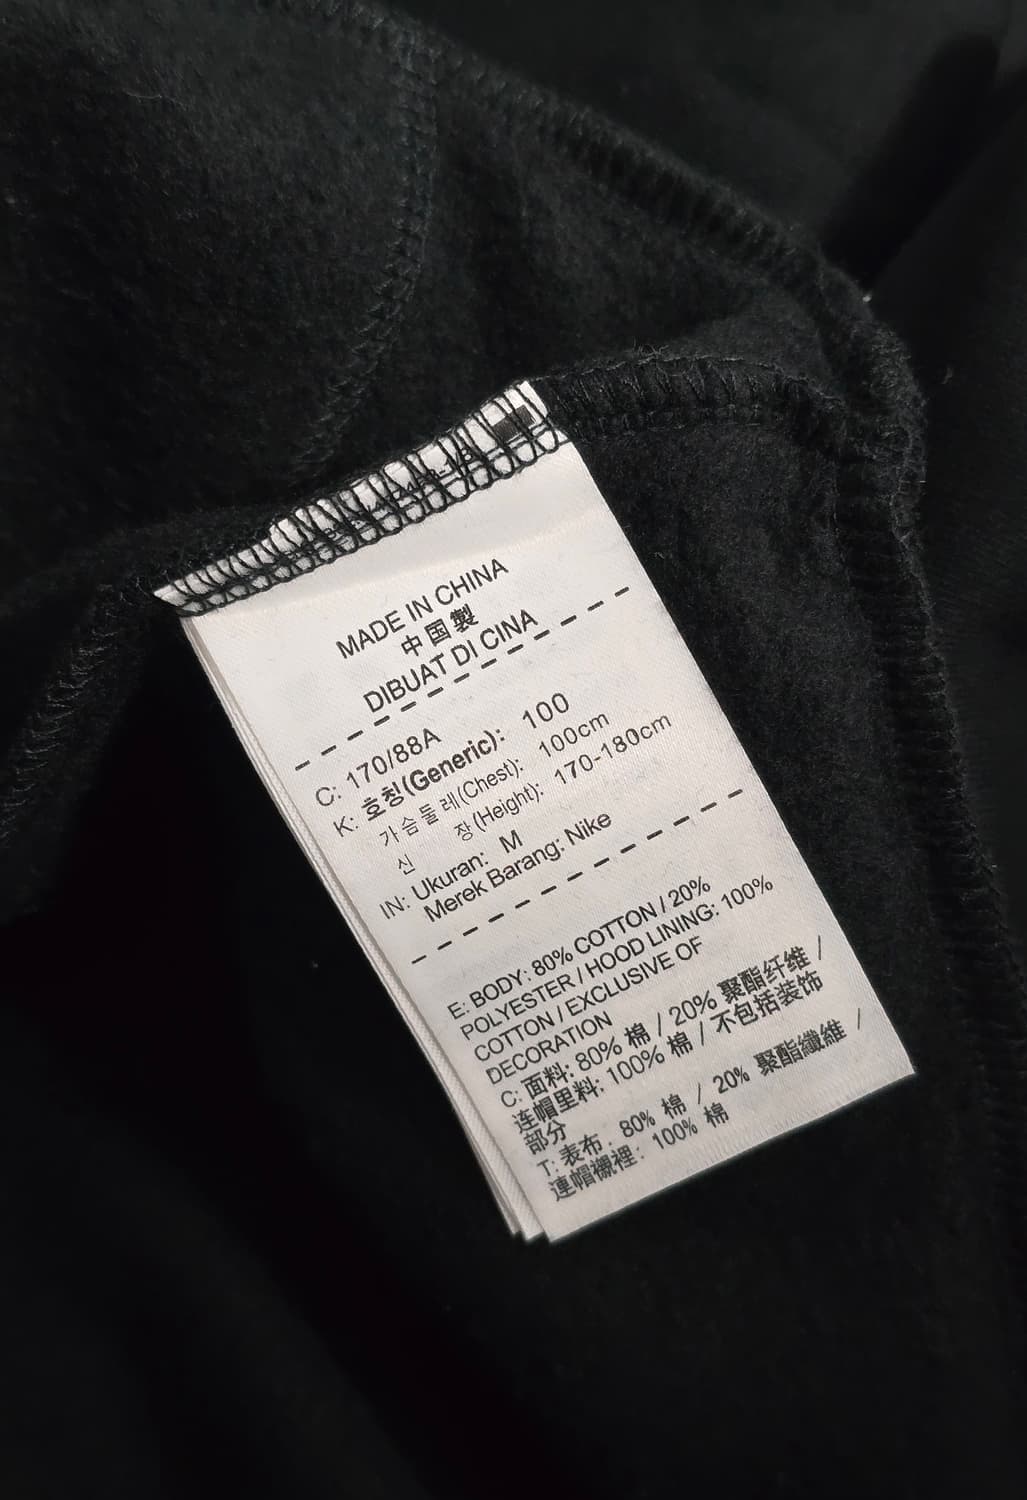 MADE IN CHINA
中国製
DIBUAT DI CINA
C: 170/88A
K: 호칭(Generic): 100
가슴둘레(Chest): 100cm
신 장(Height): 170-180cm
IN: Ukuran: M
Merek Barang: Nike
E: BODY: 80% COTTON / 20%
POLYESTER / HOOD LINING: 100%
COTTON / EXCLUSIVE OF
DECORATION
C: 面料: 80% 棉 / 20% 聚酯纤维 /
连帽里料: 100% 棉 / 不包括装饰
部分
T: 表布: 80% 棉 / 20% 聚酯纖維 /
連帽襯裡: 100% 棉